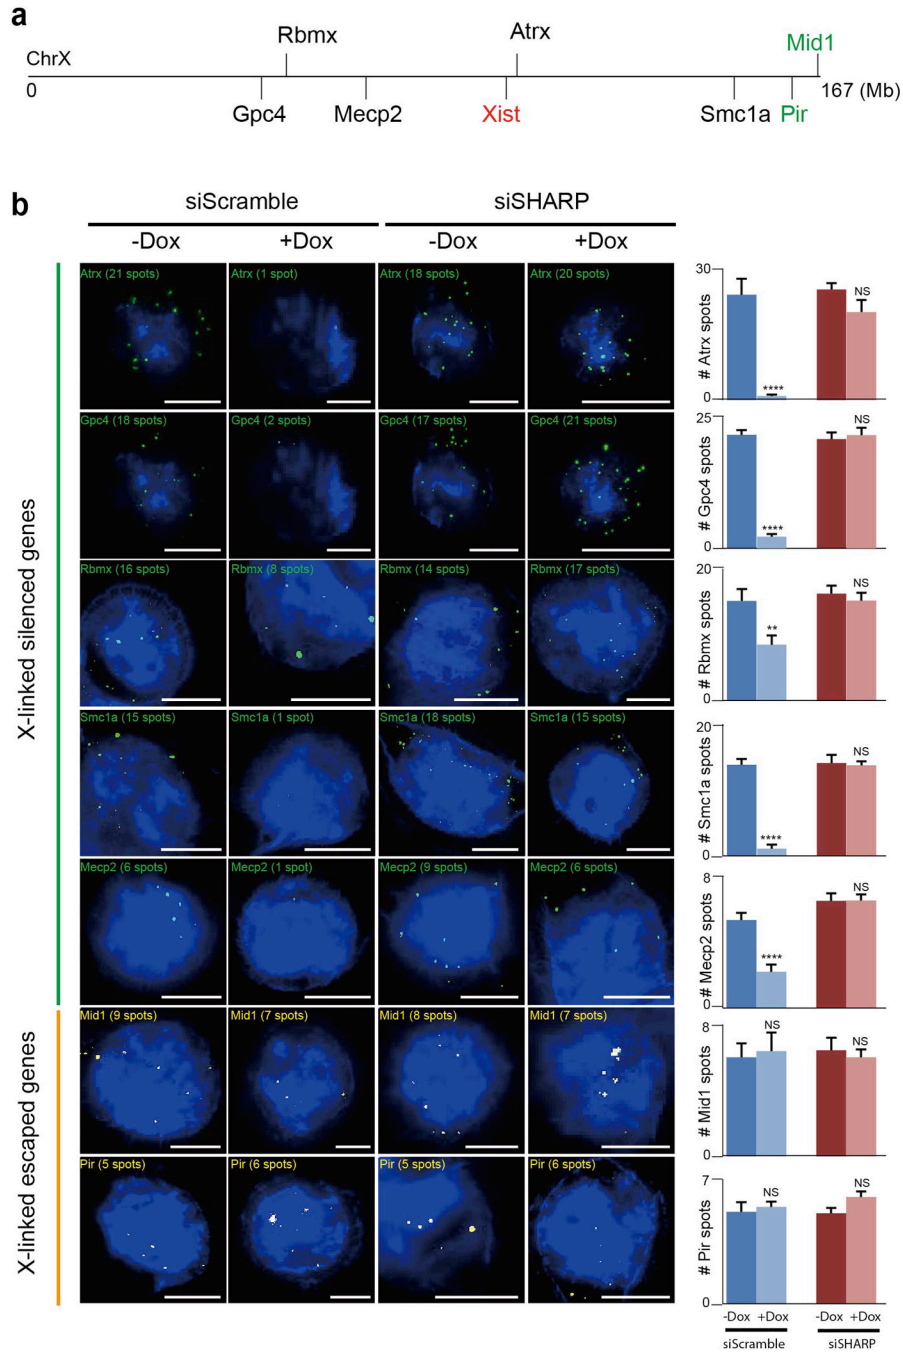 a
Rbmx
Atrx
Mid1
ChrX
0
167 (Mb)
Gpc4
Mecp2
Xist
Smc1a
Pir
b
siScramble
siSHARP
-Dox
+Dox
-Dox
+Dox
X-linked silenced genes
Atrx (21 spots)
Atrx (1 spot)
Atrx (18 spots)
Atrx (20 spots)
# Atrx spots
30
0
****
NS
Gpc4 (18 spots)
Gpc4 (2 spots)
Gpc4 (17 spots)
Gpc4 (21 spots)
# Gpc4 spots
25
0
****
NS
Rbmx (16 spots)
Rbmx (8 spots)
Rbmx (14 spots)
Rbmx (17 spots)
# Rbmx spots
20
0
**
NS
Smc1a (15 spots)
Smc1a (1 spot)
Smc1a (18 spots)
Smc1a (15 spots)
# Smc1a spots
20
0
****
NS
Mecp2 (6 spots)
Mecp2 (1 spot)
Mecp2 (9 spots)
Mecp2 (6 spots)
# Mecp2 spots
8
0
****
NS
X-linked escaped genes
Mid1 (9 spots)
Mid1 (7 spots)
Mid1 (8 spots)
Mid1 (7 spots)
# Mid1 spots
8
0
NS
NS
Pir (5 spots)
Pir (6 spots)
Pir (5 spots)
Pir (6 spots)
# Pir spots
7
0
NS
NS
-Dox +Dox
-Dox +Dox
siScramble
siSHARP